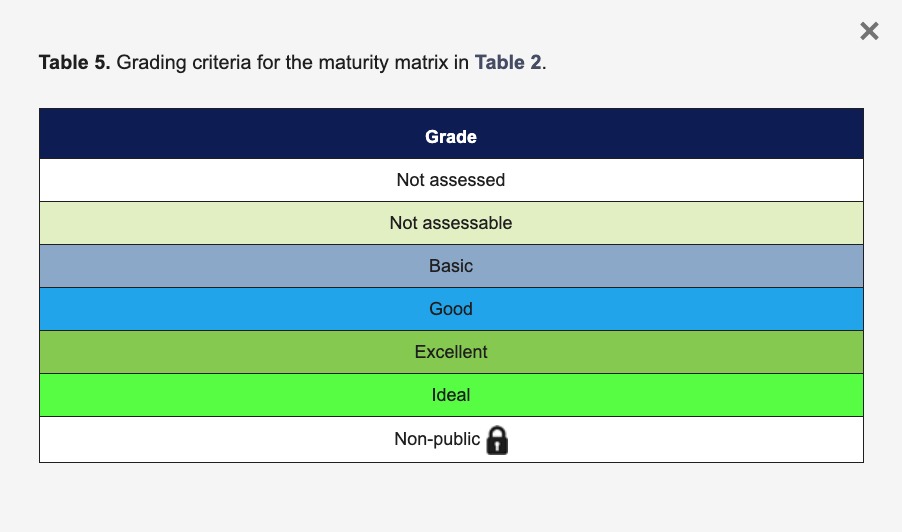 Table 5. Grading criteria for the maturity matrix in Table 2.
Grade
Not assessed
Not assessable
Basic
Good
Excellent
Ideal
Non-public